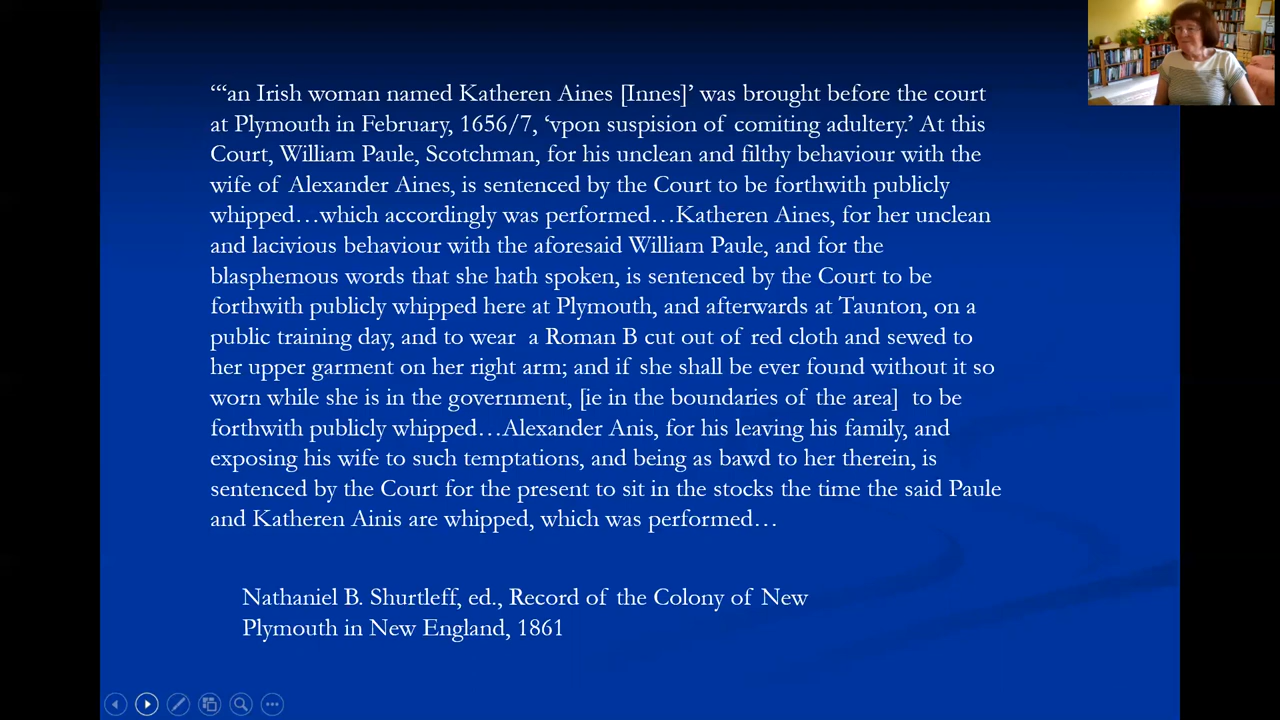 “‘an Irish woman named Katheren Aines [Innes]’ was brought before the court
at Plymouth in February, 1656/7, ‘vpon suspision of comiting adultery.’ At this
Court, William Paule, Scotchman, for his unclean and filthy behaviour with the
wife of Alexander Aines, is sentenced by the Court to be forthwith publicly
whipped…which accordingly was performed…Katheren Aines, for her unclean
and lacivious behaviour with the aforesaid William Paule, and for the
blasphemous words that she hath spoken, is sentenced by the Court to be
forthwith publicly whipped here at Plymouth, and afterwards at Taunton, on a
public training day, and to wear a Roman B cut out of red cloth and sewed to
her upper garment on her right arm; and if she shall be ever found without it so
worn while she is in the government, [ie in the boundaries of the area] to be
forthwith publicly whipped…Alexander Anis, for his leaving his family, and
exposing his wife to such temptations, and being as bawd to her therein, is
sentenced by the Court for the present to sit in the stocks the time the said Paule
and Katheren Ainis are whipped, which was performed…
Nathaniel B. Shurtleff, ed., Record of the Colony of New
Plymouth in New England, 1861